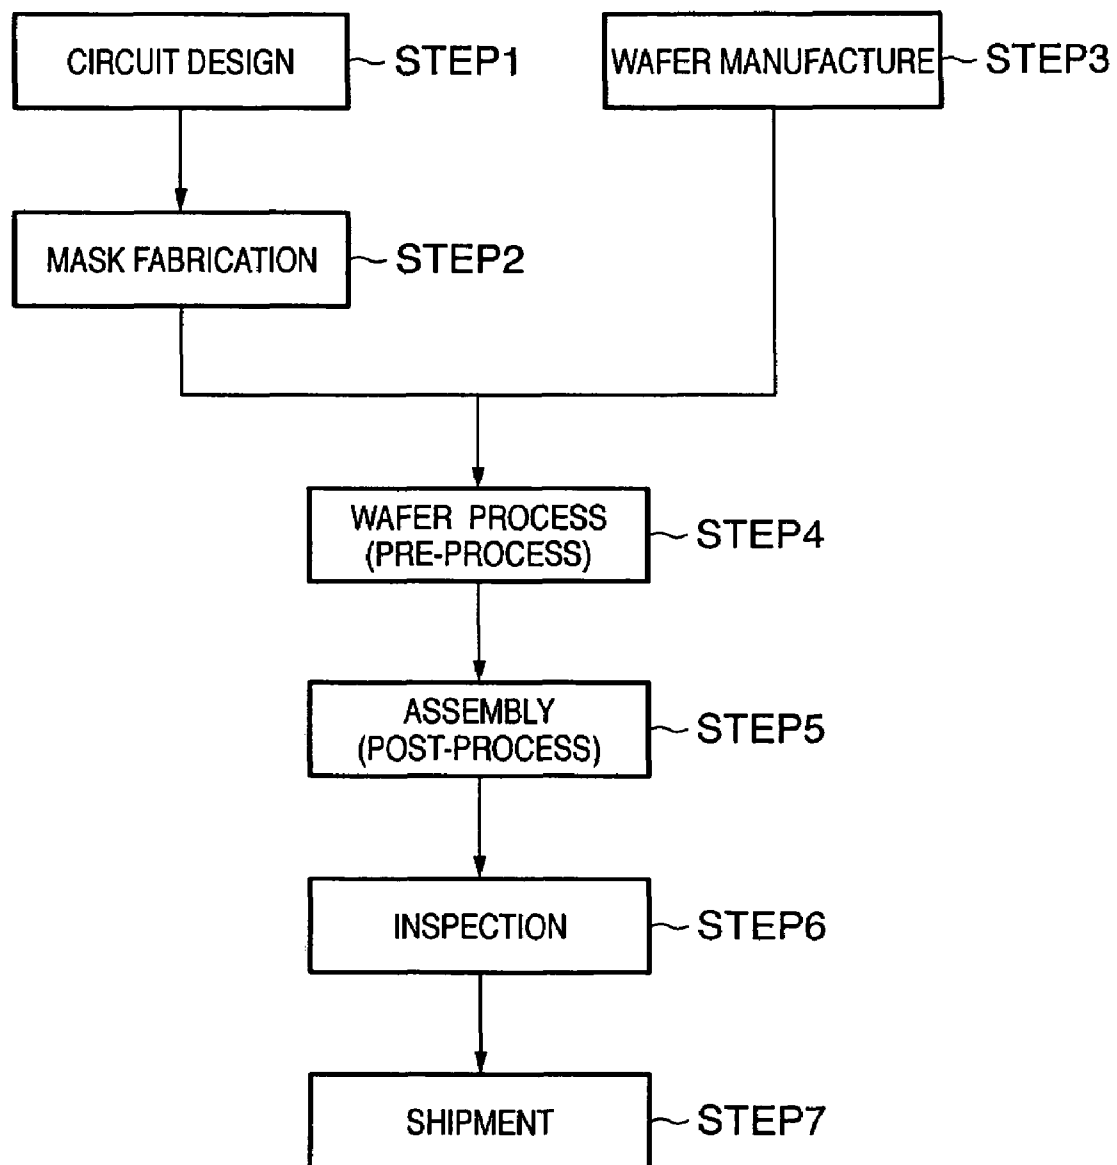 CIRCUIT DESIGN STEP1
WAFER MANUFACTURE STEP3
MASK FABRICATION STEP2
WAFER PROCESS
(PRE-PROCESS)
STEP4
ASSEMBLY
(POST-PROCESS)
STEP5
INSPECTION STEP6
SHIPMENT STEP7